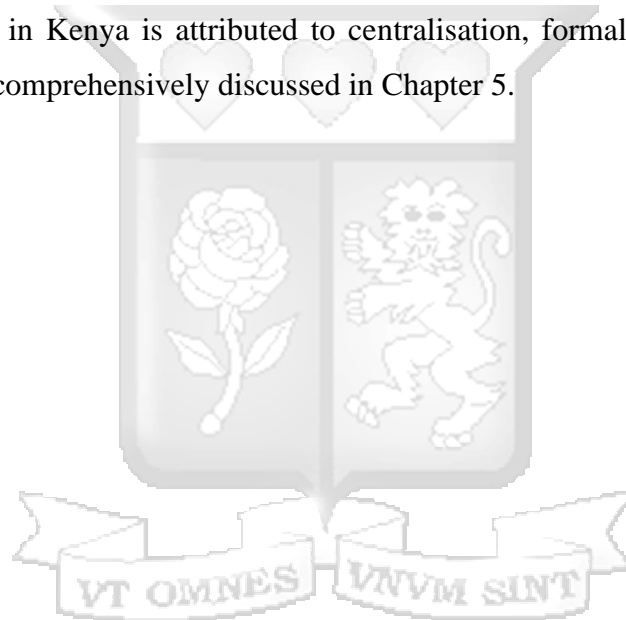 in Kenya is attributed to centralisation, formal
comprehensively discussed in Chapter 5.
VT OMNES VNVM SINT